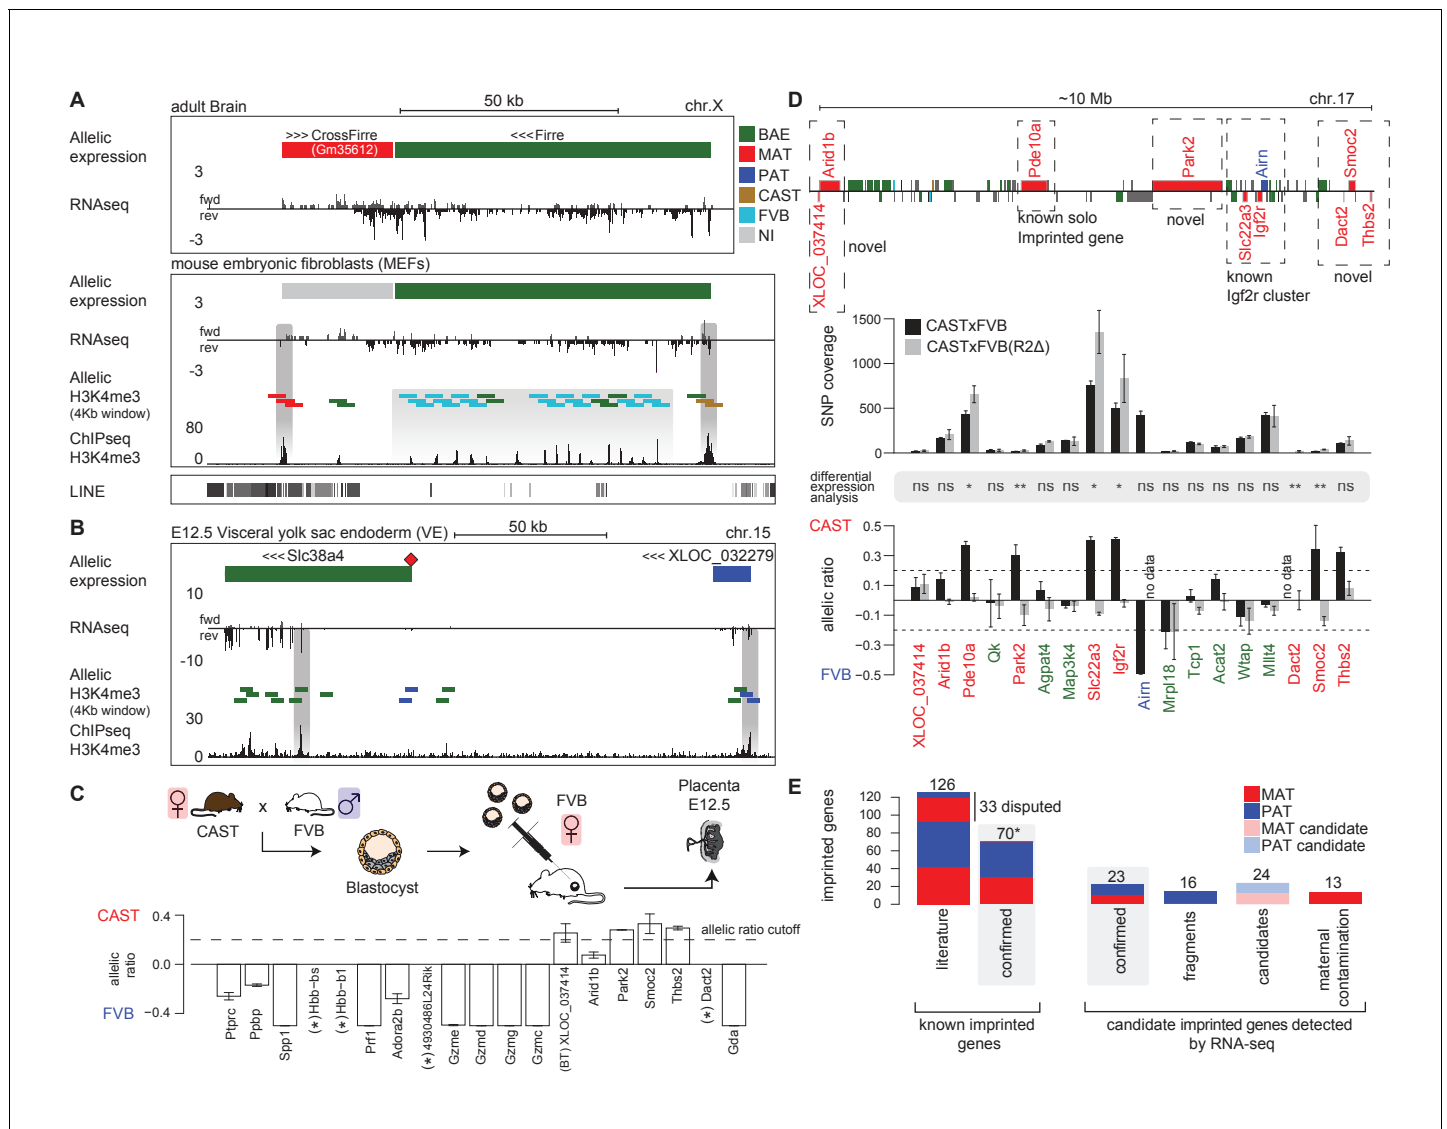 A
adult Brain
50 kb
chr.X
Allelic
expression
>>> CrossFirre
(Gm35612)
<<<Firre
3
RNAseq
fwd
rev
-3
BAE
MAT
PAT
CAST
FVB
NI
mouse embryonic fibroblasts (MEFs)
Allelic
expression
3
RNAseq
fwd
rev
-3
Allelic
H3K4me3
(4Kb window)
ChIPseq
H3K4me3
80
0
LINE
B
E12.5 Visceral yolk sac endoderm (VE)
50 kb
chr.15
Allelic
expression
<<<Slc38a4
<<< XLOC_032279
10
RNAseq
fwd
rev
-10
Allelic
H3K4me3
(4Kb window)
ChIPseq
H3K4me3
30
0
C
♀
CAST
x
FVB
♂
Blastocyst
FVB
♀
Placenta
E12.5
CAST
allelic
ratio
FVB
0.4
0.0
−0.4
allelic ratio cutoff
Ptprc
Ppbp
Spp1
(*) Hbb−bs
(*) Hbb−b1
Prf1
Adora2b
(*) 4930486L24Rik
Gzme
Gzmd
Gzmg
Gzmc
(BT) XLOC_037414
Arid1b
Park2
Smoc2
Thbs2
(*) Dact2
Gda
D
~10 Mb
chr.17
Arid1b
XLOC_037414
novel
Pde10a
known solo
Imprinted gene
Park2
novel
Airn
Slc22a3
Igf2r
known
Igf2r cluster
Smoc2
Dact2
Thbs2
novel
SNP coverage
1500
1000
500
0
CASTxFVB
CASTxFVB(R2Δ)
differential
expression
analysis
ns ns * ns ** ns ns * * ns ns ns ns ns ns ** ** ns
CAST
allelic ratio
FVB
0.5
0.3
0.1
−0.1
−0.3
−0.5
no data
no data
XLOC_037414
Arid1b
Pde10a
Qk
Park2
Agpat4
Map3k4
Slc22a3
Igf2r
Airn
Mrpl18
Tcp1
Acat2
Wtap
Mllt4
Dact2
Smoc2
Thbs2
E
imprinted genes
120
100
80
60
40
20
0
126
33 disputed
70*
23
16
24
13
MAT
PAT
MAT candidate
PAT candidate
literature
confirmed
confirmed
fragments
candidates
maternal
contamination
known imprinted
genes
candidate imprinted genes detected
by RNA-seq